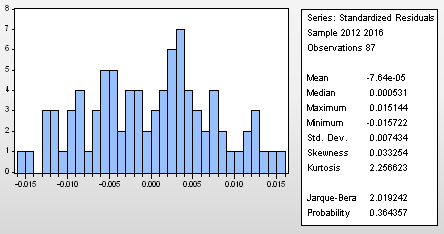 8
7
6
5
4
3
2
1
0
-0.015 -0.010 -0.005 0.000 0.005 0.010 0.015
Series: Standardized Residuals
Sample 2012 2016
Observations 87
Mean -7.64e-05
Median 0.000531
Maximum 0.015144
Minimum -0.015722
Std. Dev. 0.007434
Skewness 0.033254
Kurtosis 2.256623
Jarque-Bera 2.019242
Probability 0.364357